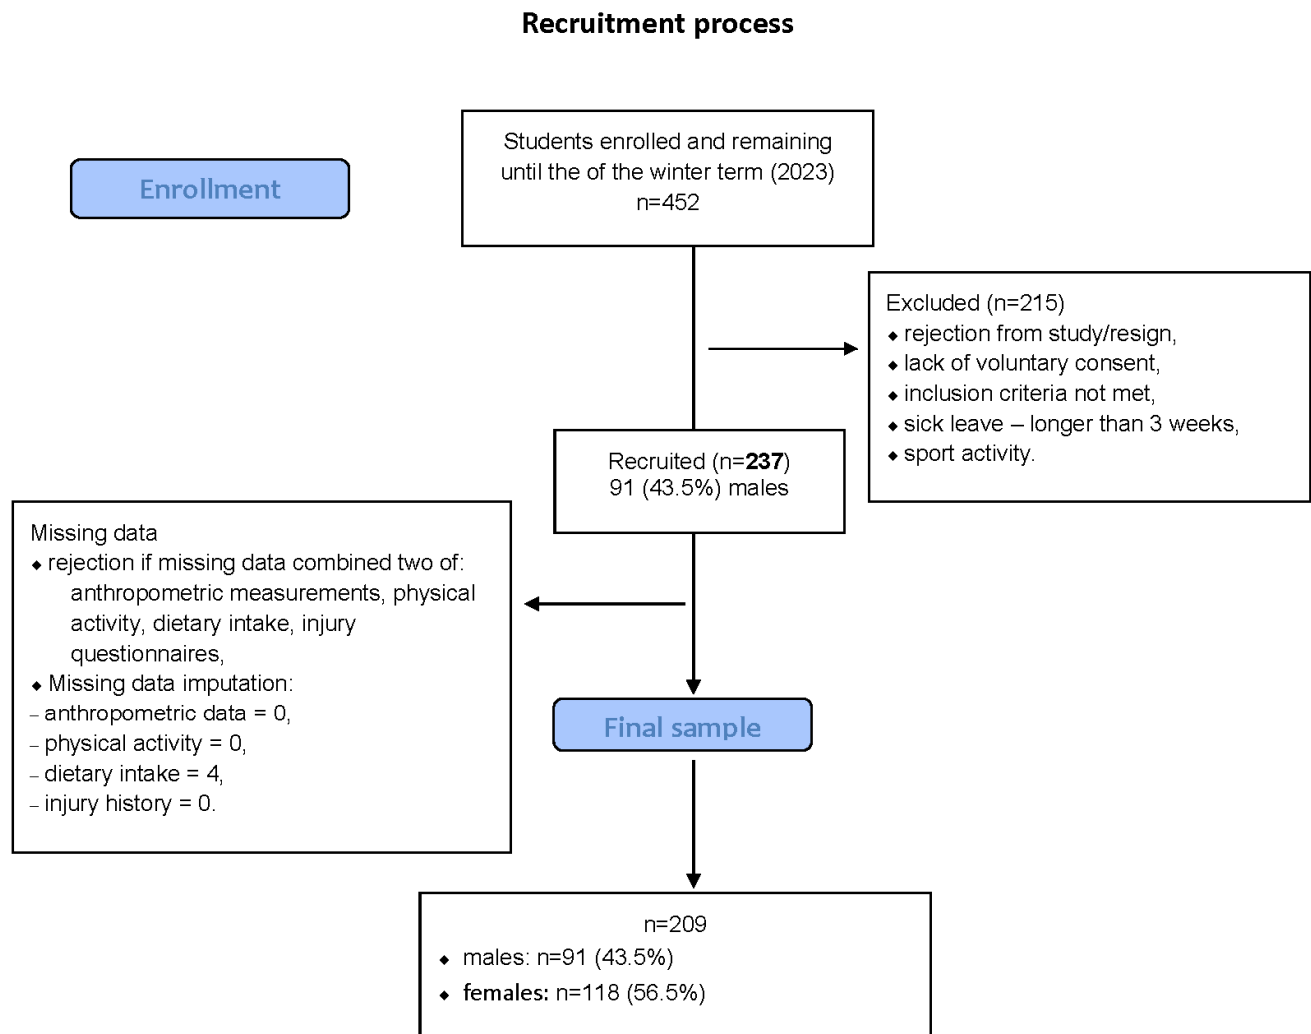 Recruitment process
Enrollment
Students enrolled and remaining
until the of the winter term (2023)
n=452
Excluded (n=215)
⬥ rejection from study/resign,
⬥ lack of voluntary consent,
⬥ inclusion criteria not met,
⬥ sick leave – longer than 3 weeks,
⬥ sport activity.
Recruited (n=237)
91 (43.5%) males
Missing data
⬥ rejection if missing data combined two of:
anthropometric measurements, physical
activity, dietary intake, injury
questionnaires,
⬥ Missing data imputation:
– anthropometric data = 0,
– physical activity = 0,
– dietary intake = 4,
– injury history = 0.
Final sample
n=209
⬥ males: n=91 (43.5%)
⬥ females: n=118 (56.5%)